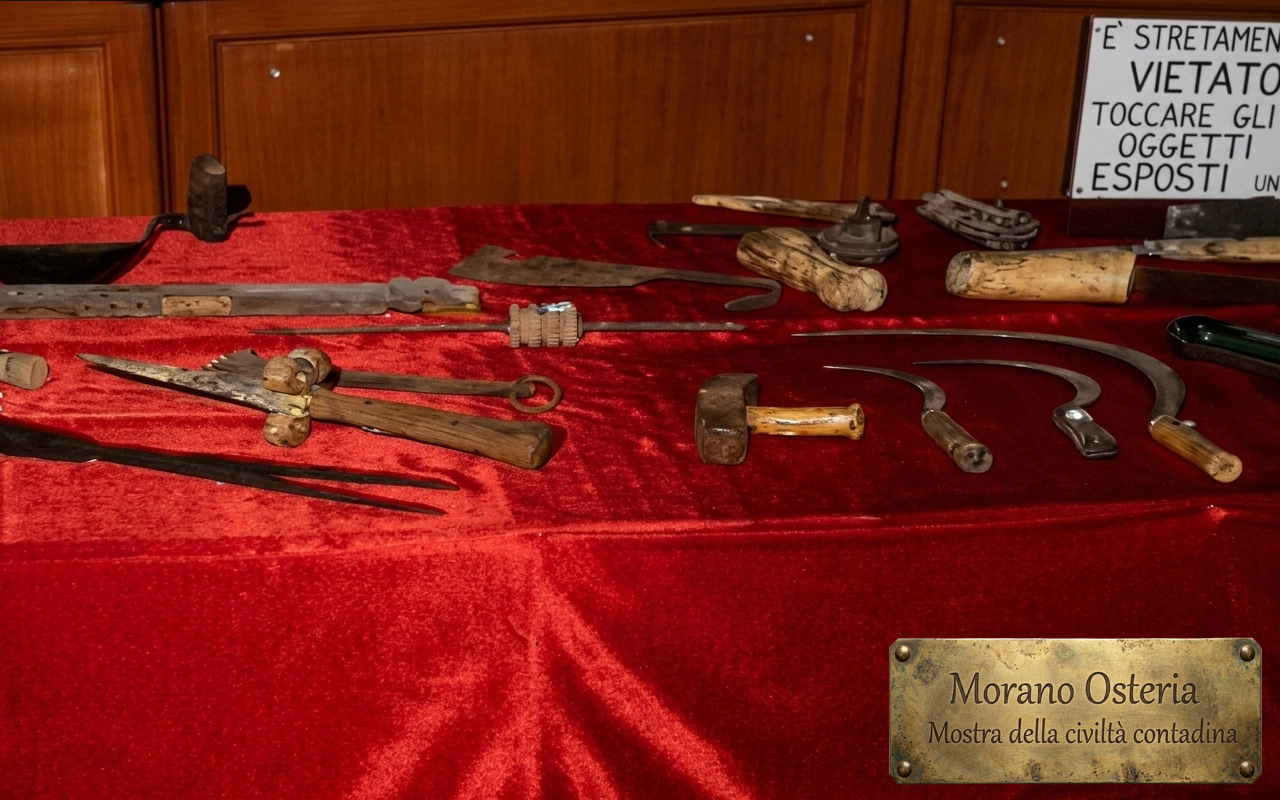 E' STRETAMEN
VIETATO
TOCCARE GLI
OGGETTI
ESPOSTI UN
Morano Osteria
Mostra della civiltà contadina